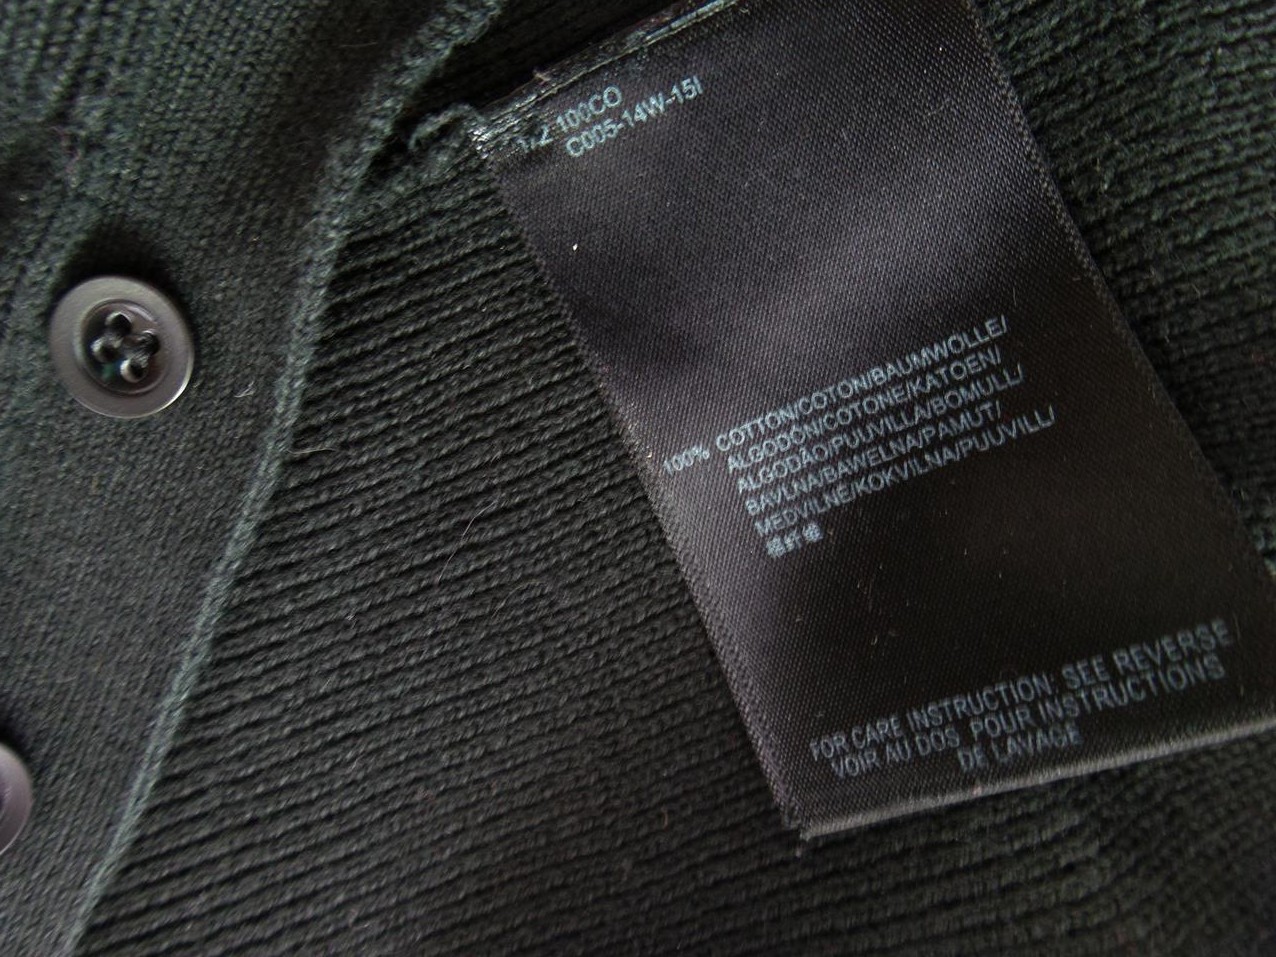 100CO
C005-14W-15I
100% COTTON/COTON/BAUMWOLLE/
ALGODÓN/COTONE/KATOEN/
ALGODÃO/PUUVILLA/BOMULL/
BAVLNA/BAWEŁNA/PAMUT/
MEDVILNĖ/KOKVILNA/PUUVILL/
FOR CARE INSTRUCTION: SEE REVERSE
VOIR AU DOS POUR INSTRUCTIONS
DE LAVAGE